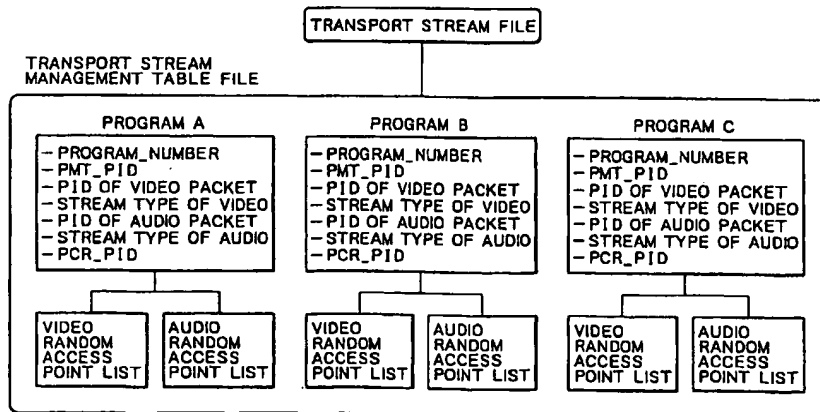 TRANSPORT STREAM FILE
TRANSPORT STREAM
MANAGEMENT TABLE FILE
PROGRAM A
- PROGRAM_NUMBER
- PMT_PID
- PID OF VIDEO PACKET
- STREAM TYPE OF VIDEO
- PID OF AUDIO PACKET
- STREAM TYPE OF AUDIO
- PCR_PID
VIDEO
RANDOM
ACCESS
POINT LIST
AUDIO
RANDOM
ACCESS
POINT LIST
PROGRAM B
- PROGRAM_NUMBER
- PMT_PID
- PID OF VIDEO PACKET
- STREAM TYPE OF VIDEO
- PID OF AUDIO PACKET
- STREAM TYPE OF AUDIO
- PCR_PID
VIDEO
RANDOM
ACCESS
POINT LIST
AUDIO
RANDOM
ACCESS
POINT LIST
PROGRAM C
- PROGRAM_NUMBER
- PMT_PID
- PID OF VIDEO PACKET
- STREAM TYPE OF VIDEO
- PID OF AUDIO PACKET
- STREAM TYPE OF AUDIO
- PCR_PID
VIDEO
RANDOM
ACCESS
POINT LIST
AUDIO
RANDOM
ACCESS
POINT LIST